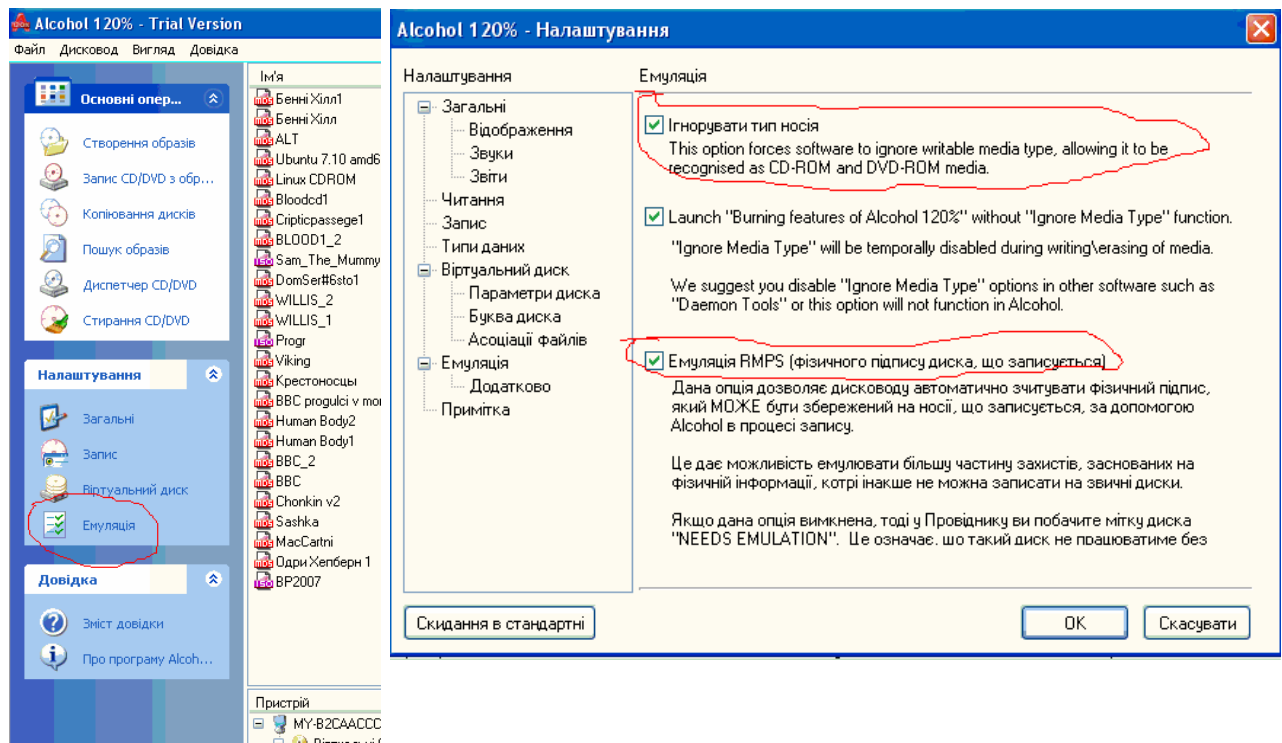 Alcohol 120% - Trial Version
Файл Дисковод Вигляд Довідка
Основні опер...
Створення образів
Запис CD/DVD з обр...
Копіювання дисків
Пошук образів
Диспетчер CD/DVD
Стирання CD/DVD
Налаштування
Загальні
Запис
Віртуальний диск
Емуляція
Довідка
Зміст довідки
Про програму Alcoh...
Ім'я
Бенні Хілл1
Бенні Хілл
ALT
Ubuntu 7.10 amd6
Linux CDROM
Bloodcd1
Cripticpassege1
BLOOD1_2
Sam_The_Mummy
DomSer#6sto1
WILLIS_2
WILLIS_1
Progr
Viking
Крестоносцы
BBC progulci v mor
Human Body2
Human Body1
BBC_2
BBC
Chonkin v2
Sashka
MacCartni
Одри Хепберн 1
BP2007
Пристрій
MY-B2CAACCC
Alcohol 120% - Налаштування
Налаштування
Загальні
Відображення
Звуки
Звіти
Читання
Запис
Типи даних
Віртуальний диск
Параметри диска
Буква диска
Асоціації файлів
Емуляція
Додатково
Примітка
Емуляція
Ігнорувати тип носія
This option forces software to ignore writable media type, allowing it to be
recognised as CD-ROM and DVD-ROM media.
Launch "Burning features of Alcohol 120%" without "Ignore Media Type" function.
"Ignore Media Type" will be temporally disabled during writing\erasing of media.
We suggest you disable "Ignore Media Type" options in other software such as
"Daemon Tools" or this option will not function in Alcohol.
Емуляція RMPS (фізичного підпису диска, що записується)
Дана опція дозволяє дисководу автоматично зчитувати фізичний підпис,
який МОЖЕ бути збережений на носії, що записується, за допомогою
Alcohol в процесі запису.
Це дає можливість емулювати більшу частину захистів, заснованих на
фізичній інформації, котрі інакше не можна записати на звичні диски.
Якщо дана опція вимкнена, тоді у Провіднику ви побачите мітку диска
"NEEDS EMULATION". Це означає, що такий диск не працюватиме без
Скидання в стандартні
OK
Скасувати